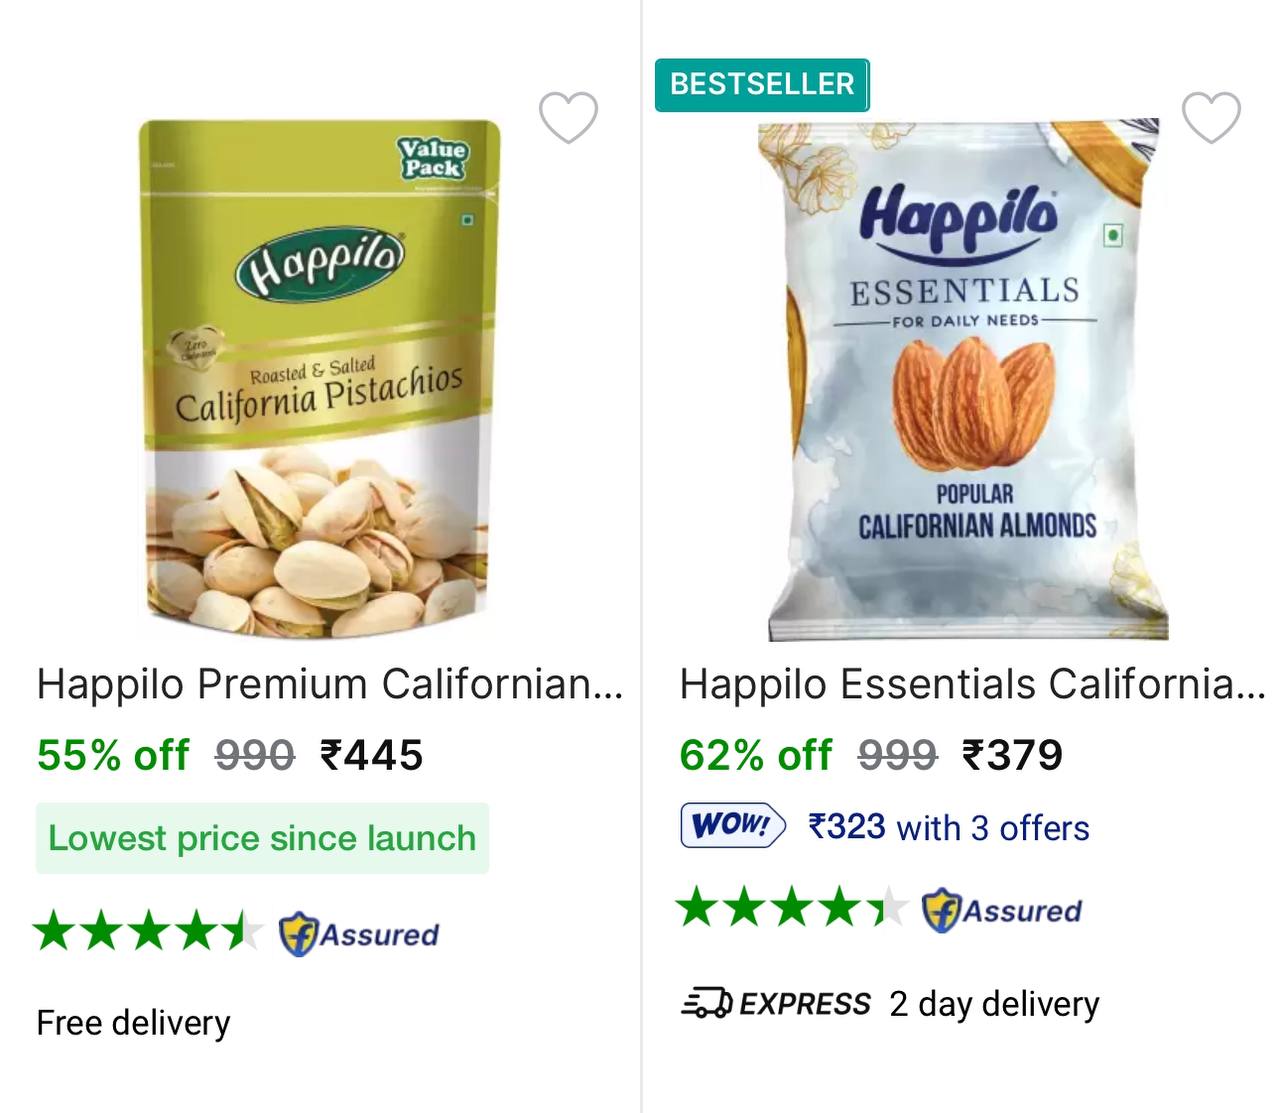 Value
Pack
Happilo
Zero
Roasted & Salted
California Pistachios
Happilo Premium Californian...
55% off 990 ₹445
Lowest price since launch
Assured
Free delivery
BESTSELLER
Happilo
ESSENTIALS
FOR DAILY NEEDS
POPULAR
CALIFORNIAN ALMONDS
Happilo Essentials California...
62% off 999 ₹379
WOW! ₹323 with 3 offers
Assured
EXPRESS 2 day delivery